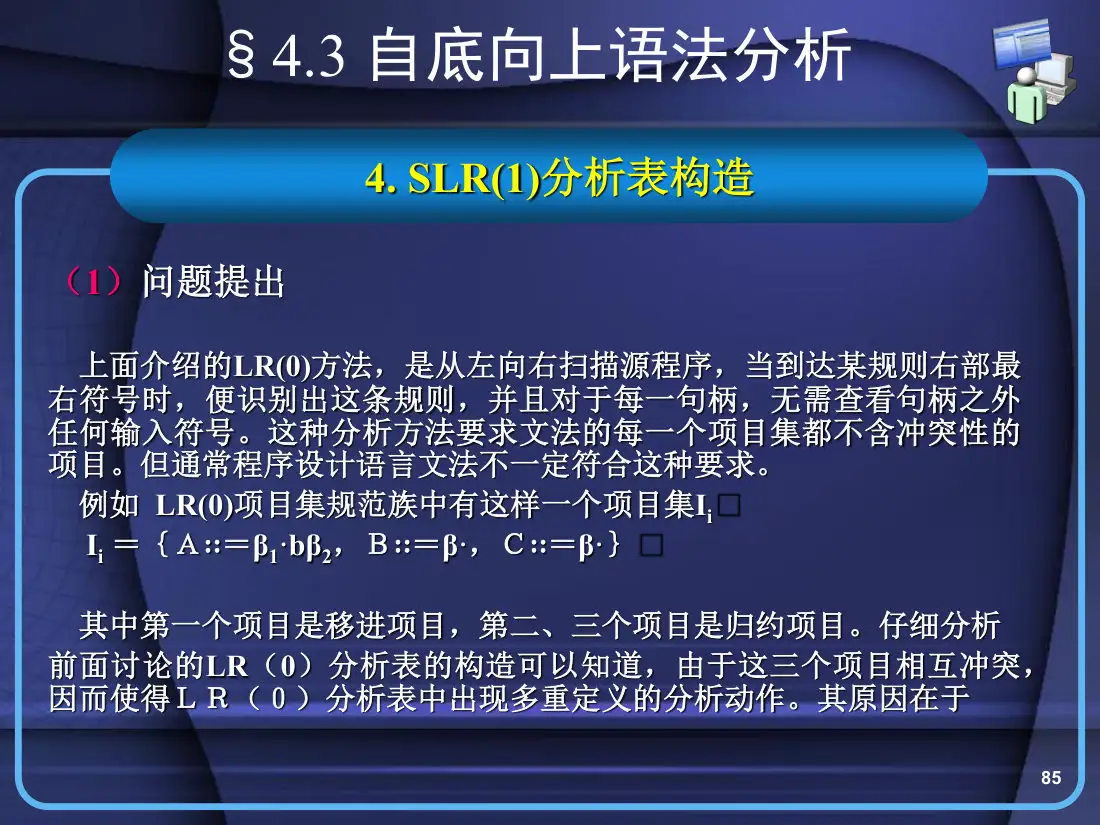 §4.3 自底向上语法分析
4. SLR(1)分析表构造
（1）问题提出
上面介绍的LR(0)方法，是从左向右扫描源程序，当到达某规则右部最
右符号时，便识别出这条规则，并且对于每一句柄，无需查看句柄之外
任何输入符号。这种分析方法要求文法的每一个项目集都不含冲突性的
项目。但通常程序设计语言文法不一定符合这种要求。
例如 LR(0)项目集规范族中有这样一个项目集Iᵢ□
Iᵢ ＝｛Ａ∷＝β₁·bβ₂，Ｂ∷＝β·，Ｃ∷＝β·｝□
其中第一个项目是移进项目，第二、三个项目是归约项目。仔细分析
前面讨论的LR（0）分析表的构造可以知道，由于这三个项目相互冲突，
因而使得ＬＲ（０）分析表中出现多重定义的分析动作。其原因在于
85